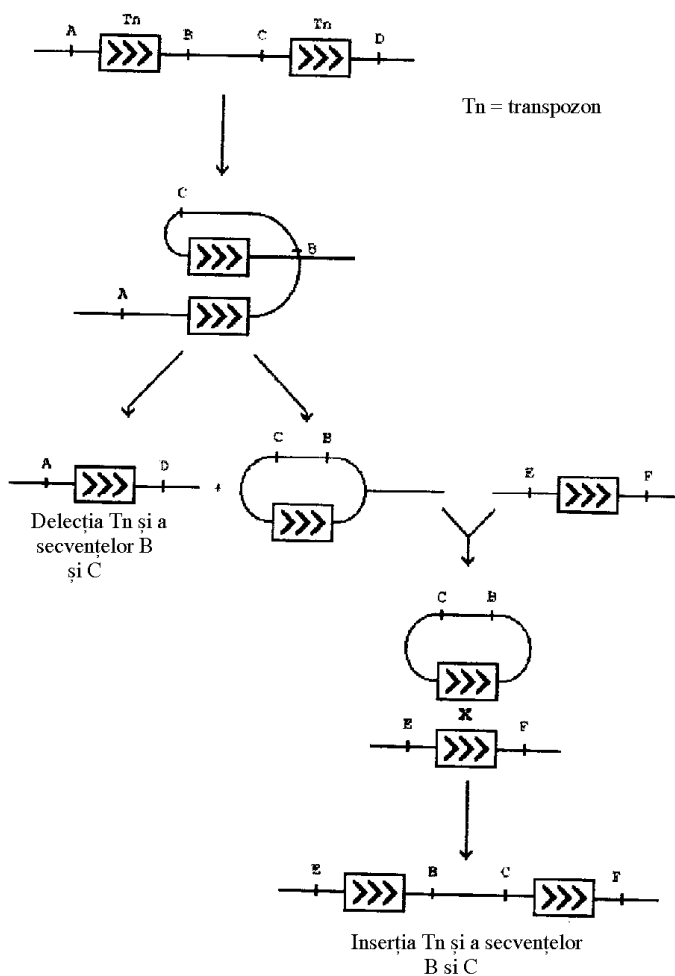 Tn Tn
A B C D
Tn = transpozon
C
B
A
A D
C B
E F
+
Delecția Tn și a
secvențelor B
și C
C B
X
E F
E B C F
Inserția Tn și a secvențelor
B și C